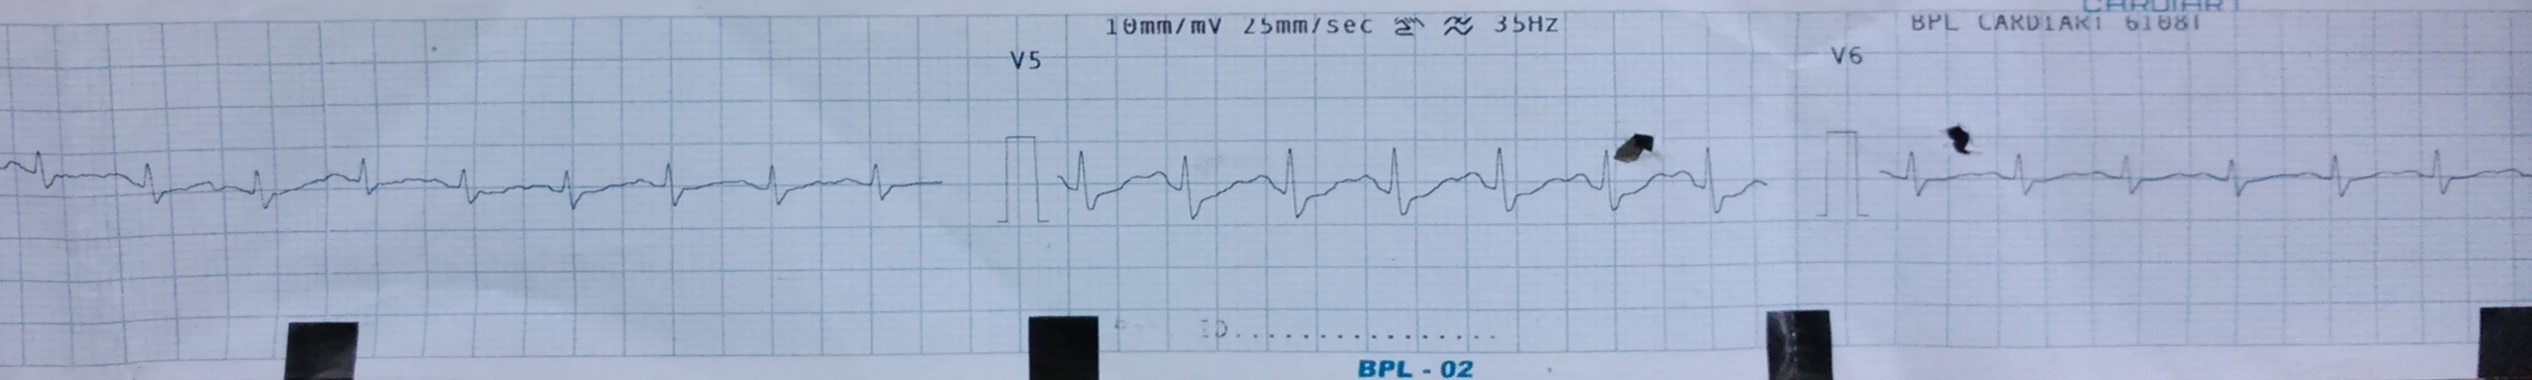 10mm/mV 25mm/sec 35HZ
BPL CARDIART 6108T
V5
V6
ID..................
BPL - 02